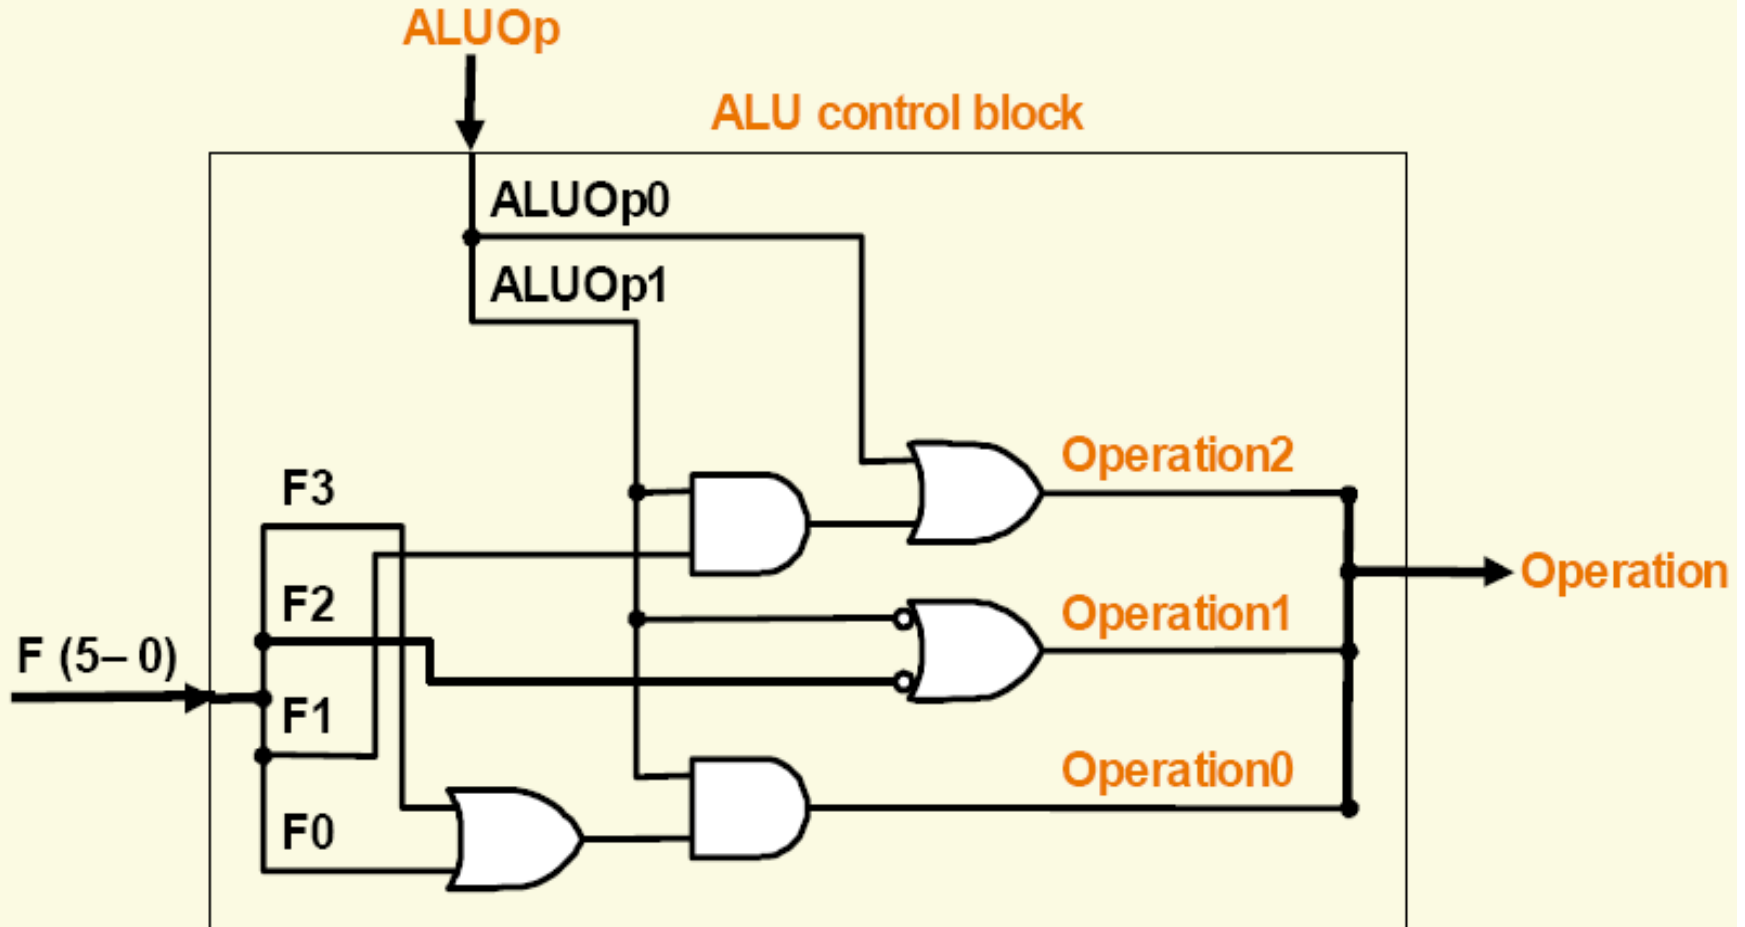 ALUOp
ALU control block
ALUOp0
ALUOp1
Operation2
F3
Operation
F2
Operation1
F (5– 0)
F1
Operation0
F0